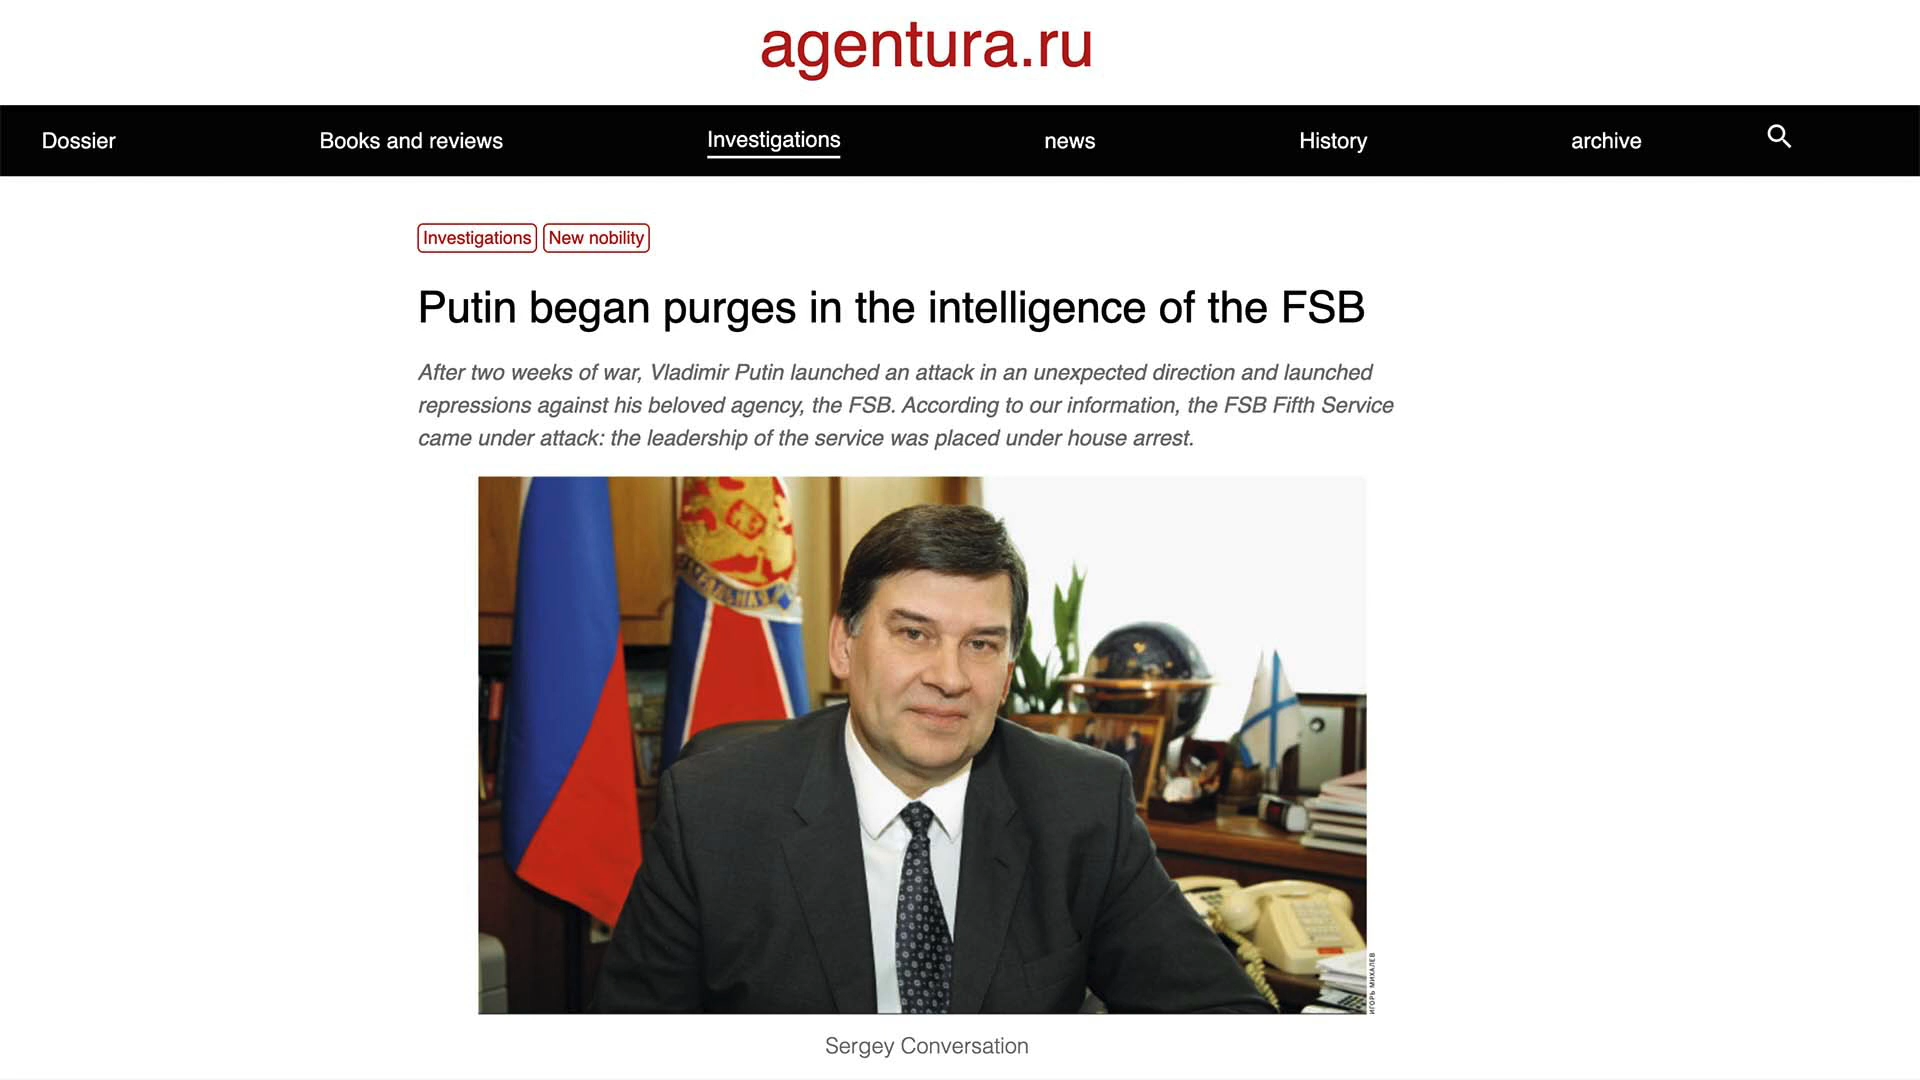 agentura.ru
Dossier
Books and reviews
Investigations
news
History
archive
Investigations
New nobility
Putin began purges in the intelligence of the FSB
After two weeks of war, Vladimir Putin launched an attack in an unexpected direction and launched
repressions against his beloved agency, the FSB. According to our information, the FSB Fifth Service
came under attack: the leadership of the service was placed under house arrest.
ИГОРЬ МИХАЛЕВ
Sergey Conversation